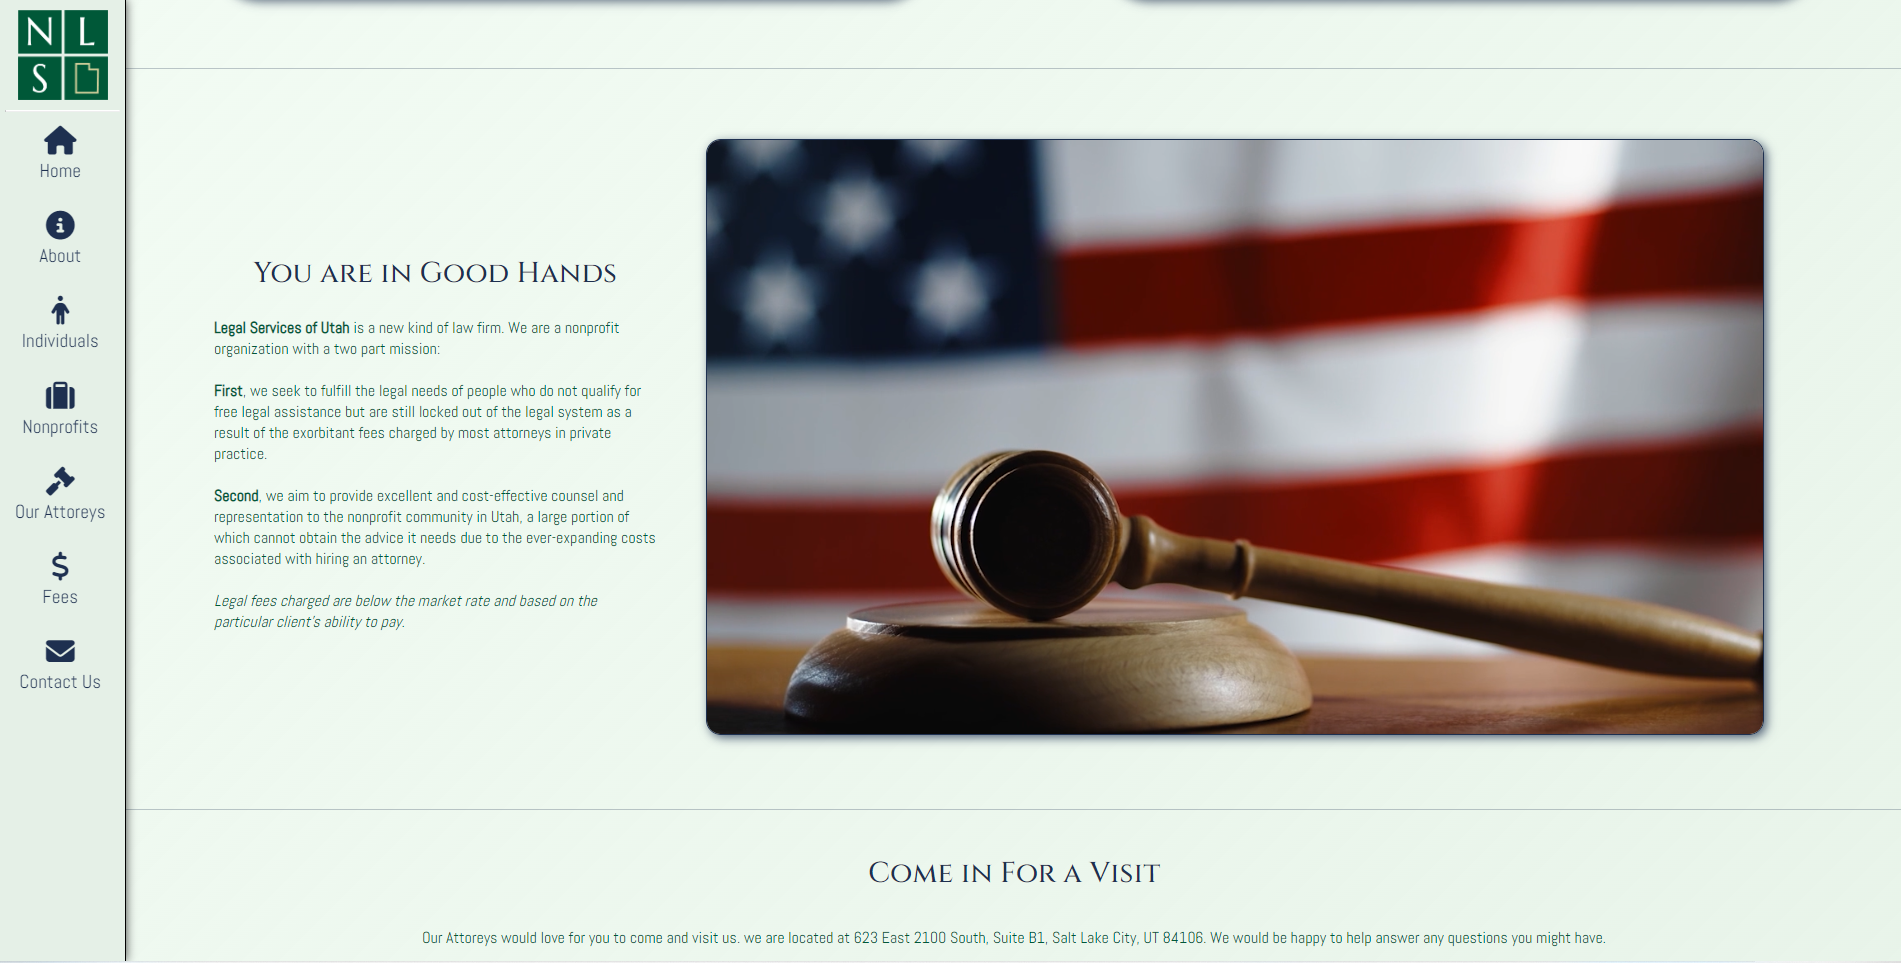 N L
S
Home
About
Individuals
Nonprofits
Our Attoreys
Fees
Contact Us
You are in Good Hands
Legal Services of Utah is a new kind of law firm. We are a nonprofit
organization with a two part mission:
First, we seek to fulfill the legal needs of people who do not qualify for
free legal assistance but are still locked out of the legal system as a
result of the exorbitant fees charged by most attorneys in private
practice.
Second, we aim to provide excellent and cost-effective counsel and
representation to the nonprofit community in Utah, a large portion of
which cannot obtain the advice it needs due to the ever-expanding costs
associated with hiring an attorney.
Legal fees charged are below the market rate and based on the
particular client's ability to pay.
Come in For a Visit
Our Attoreys would love for you to come and visit us. we are located at 623 East 2100 South, Suite B1, Salt Lake City, UT 84106. We would be happy to help answer any questions you might have.